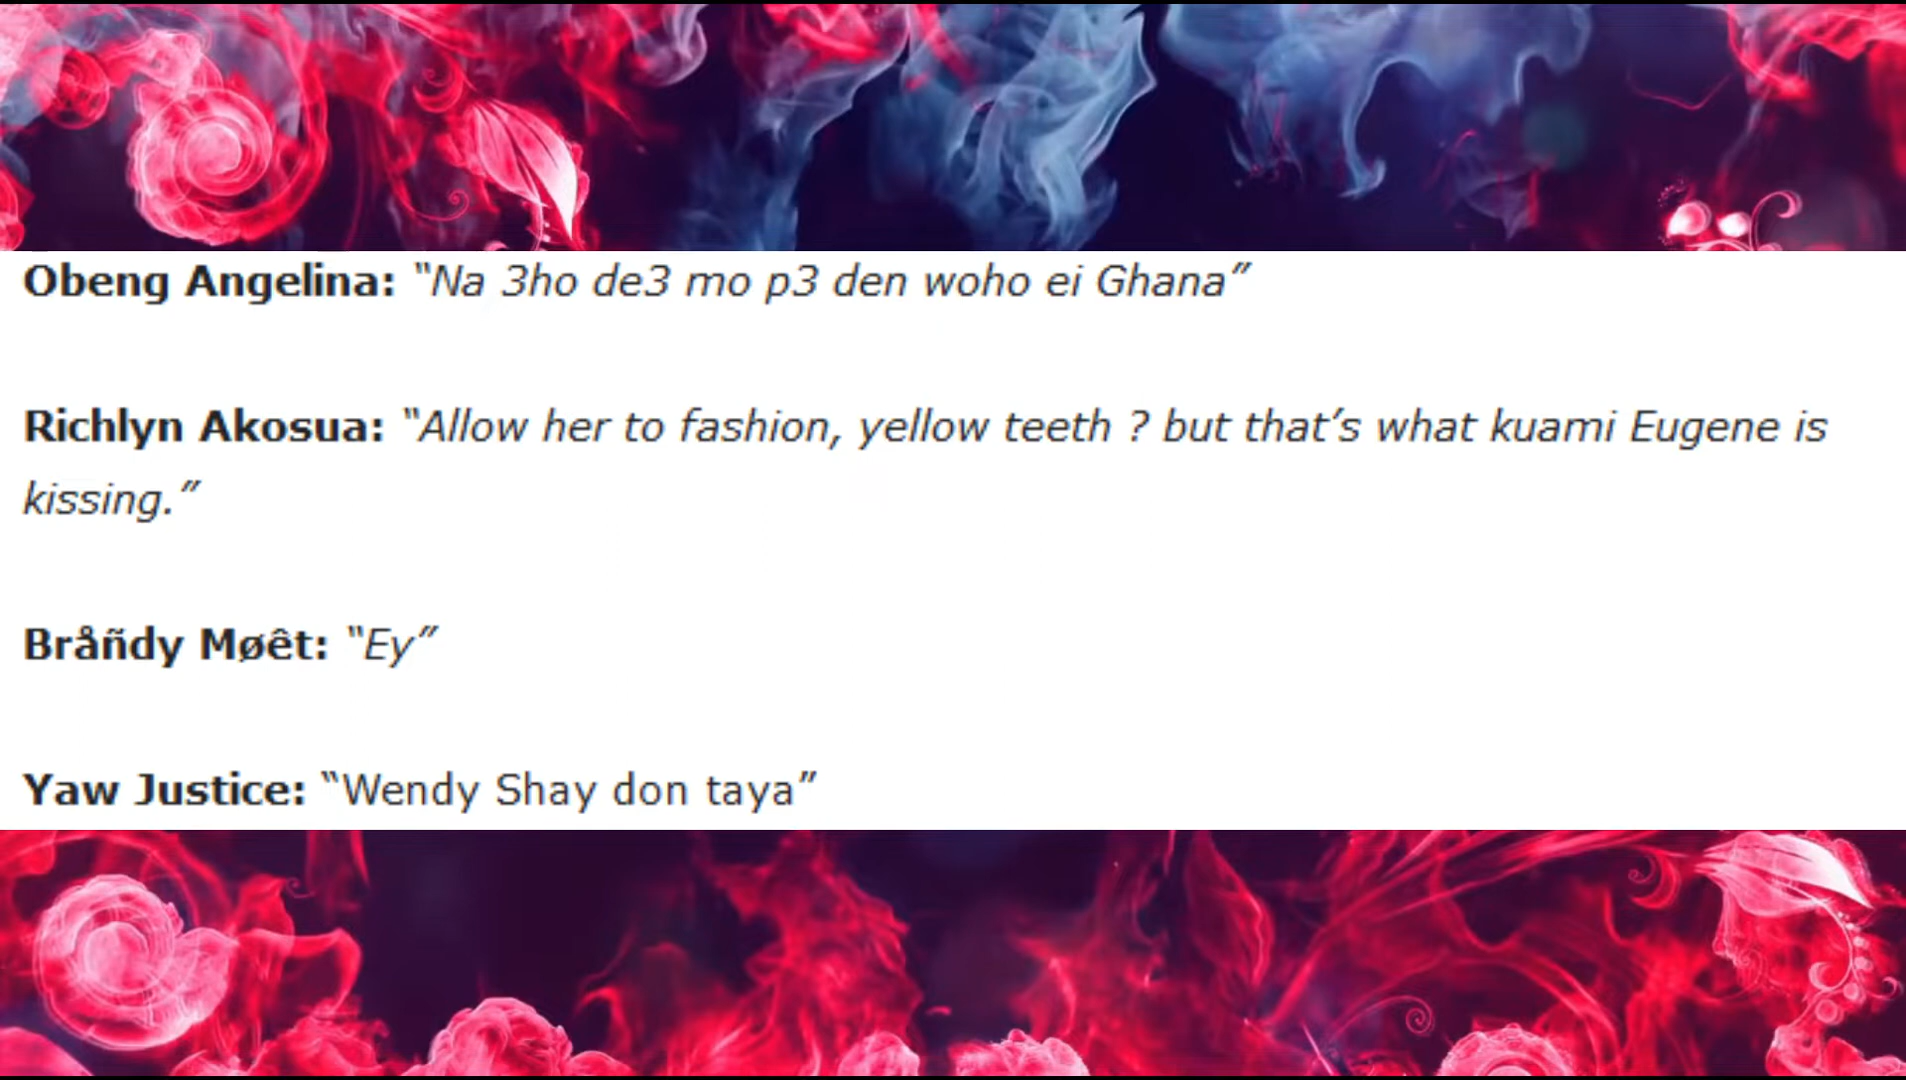 Obeng Angelina: “Na 3ho de3 mo p3 den woho ei Ghana”
Richlyn Akosua: “Allow her to fashion, yellow teeth ? but that’s what kuami Eugene is
kissing.”
Bråñdy Møêt: “Ey”
Yaw Justice: “Wendy Shay don taya”